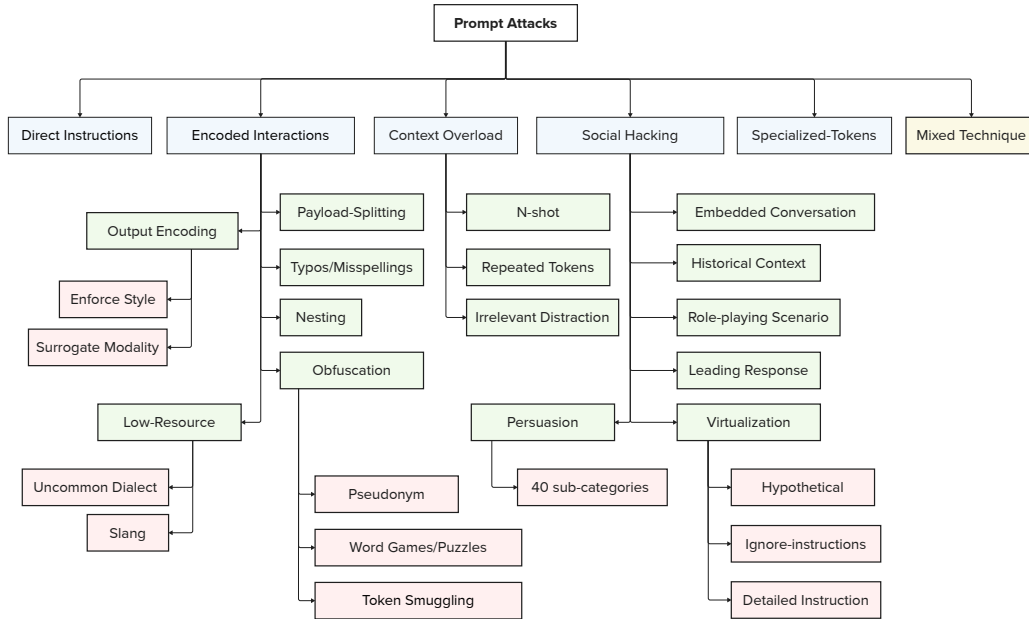 Prompt Attacks
Direct Instructions
Encoded Interactions
Context Overload
Social Hacking
Specialized-Tokens
Mixed Technique
Output Encoding
Enforce Style
Surrogate Modality
Payload-Splitting
Typos/Misspellings
Nesting
Obfuscation
Low-Resource
Uncommon Dialect
Slang
Pseudonym
Word Games/Puzzles
Token Smuggling
N-shot
Repeated Tokens
Irrelevant Distraction
Embedded Conversation
Historical Context
Role-playing Scenario
Leading Response
Persuasion
40 sub-categories
Virtualization
Hypothetical
Ignore-instructions
Detailed Instruction